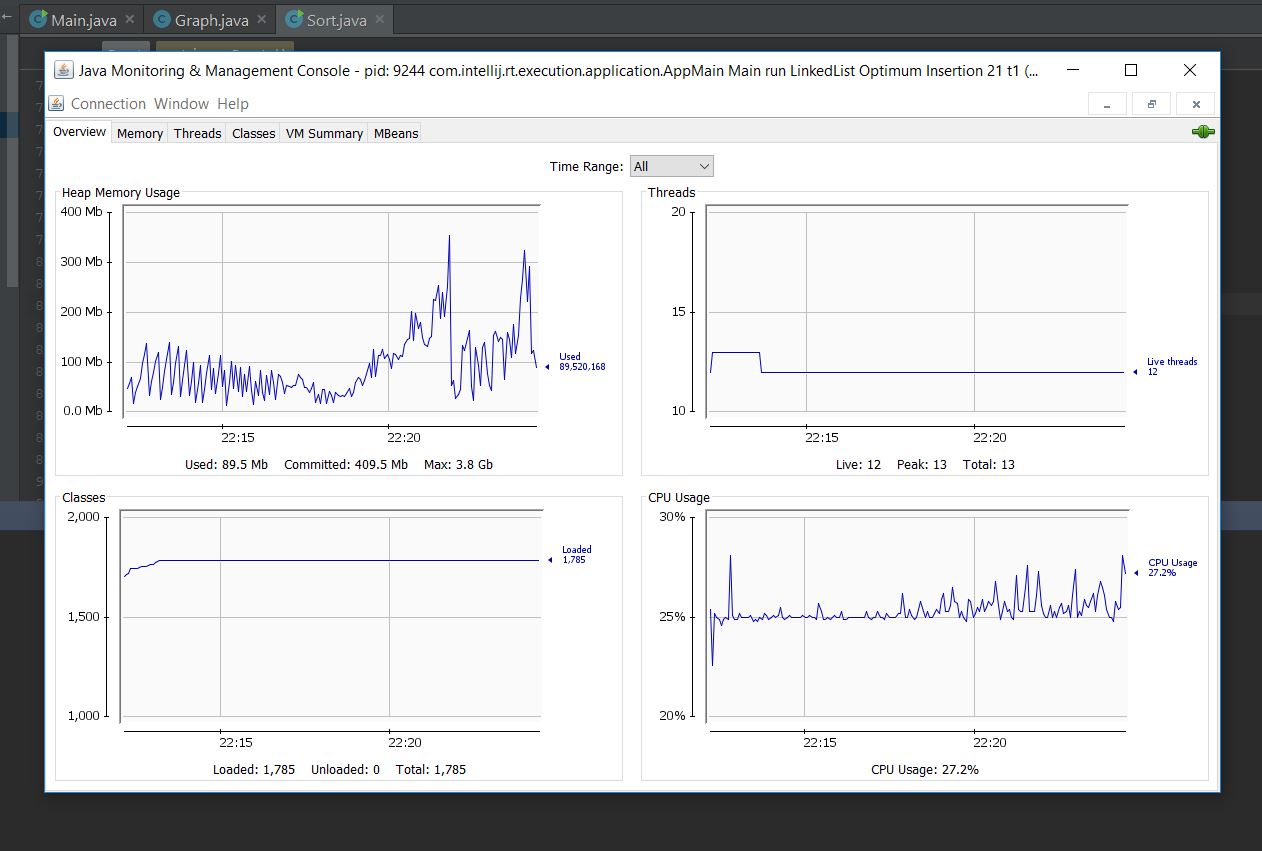 Main.java Graph.java Sort.java
Java Monitoring & Management Console - pid: 9244 com.intellij.rt.execution.application.AppMain Main run LinkedList Optimum Insertion 21 t1 (...
Connection Window Help
Overview Memory Threads Classes VM Summary MBeans
Time Range: All
Heap Memory Usage
400 Mb
300 Mb
200 Mb
100 Mb
0.0 Mb
Used
89,520,168
22:15 22:20
Used: 89.5 Mb Committed: 409.5 Mb Max: 3.8 Gb
Threads
20
15
10
Live threads
12
22:15 22:20
Live: 12 Peak: 13 Total: 13
Classes
2,000
1,500
1,000
Loaded
1,785
22:15 22:20
Loaded: 1,785 Unloaded: 0 Total: 1,785
CPU Usage
30%
25%
20%
CPU Usage
27.2%
22:15 22:20
CPU Usage: 27.2%